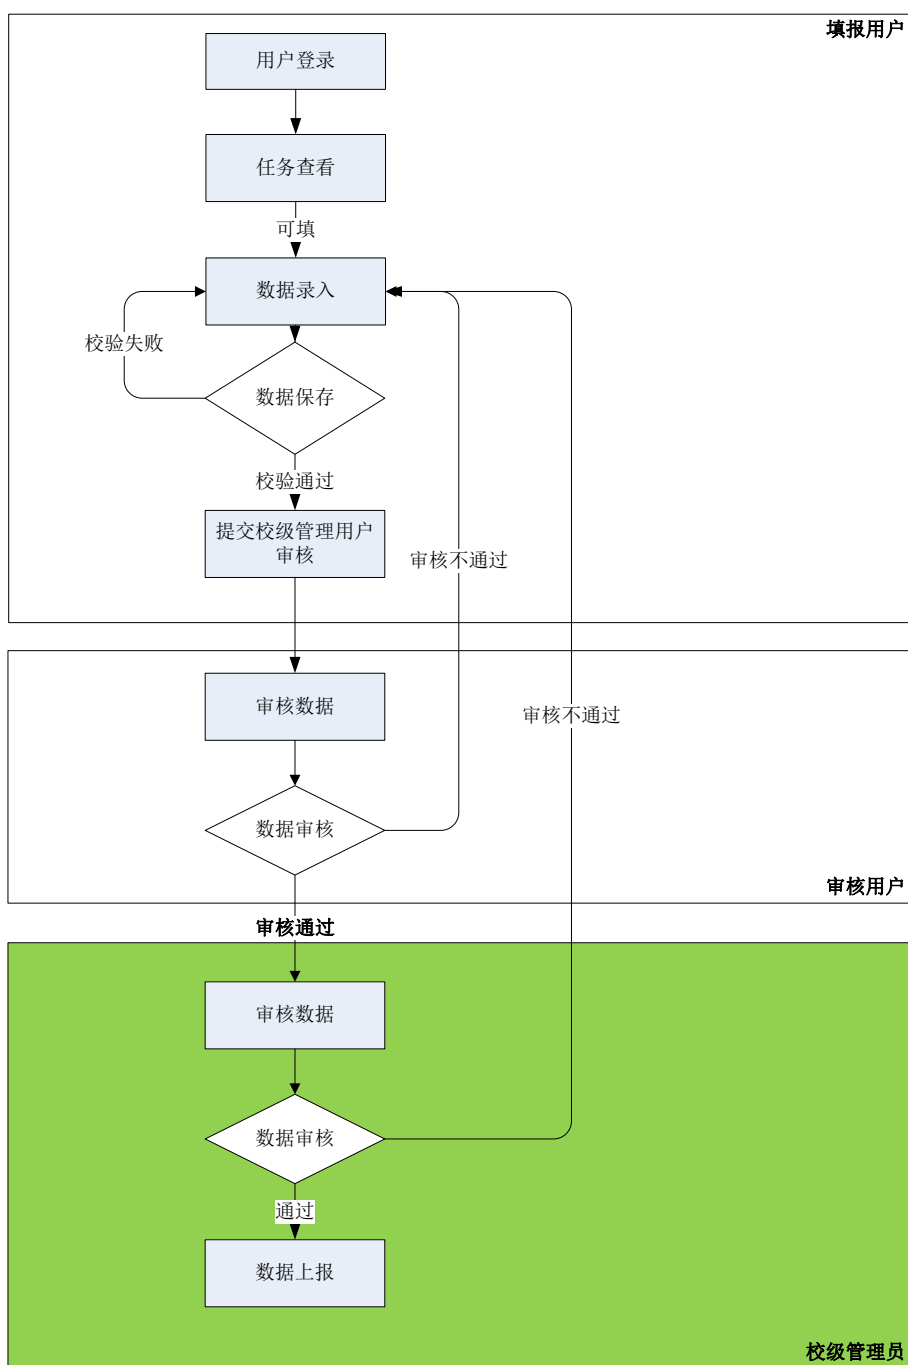 填报用户
用户登录
任务查看
可填
数据录入
校验失败
数据保存
校验通过
提交校级管理用户
审核
审核不通过
审核数据
审核不通过
数据审核
审核用户
审核通过
审核数据
数据审核
通过
数据上报
校级管理员